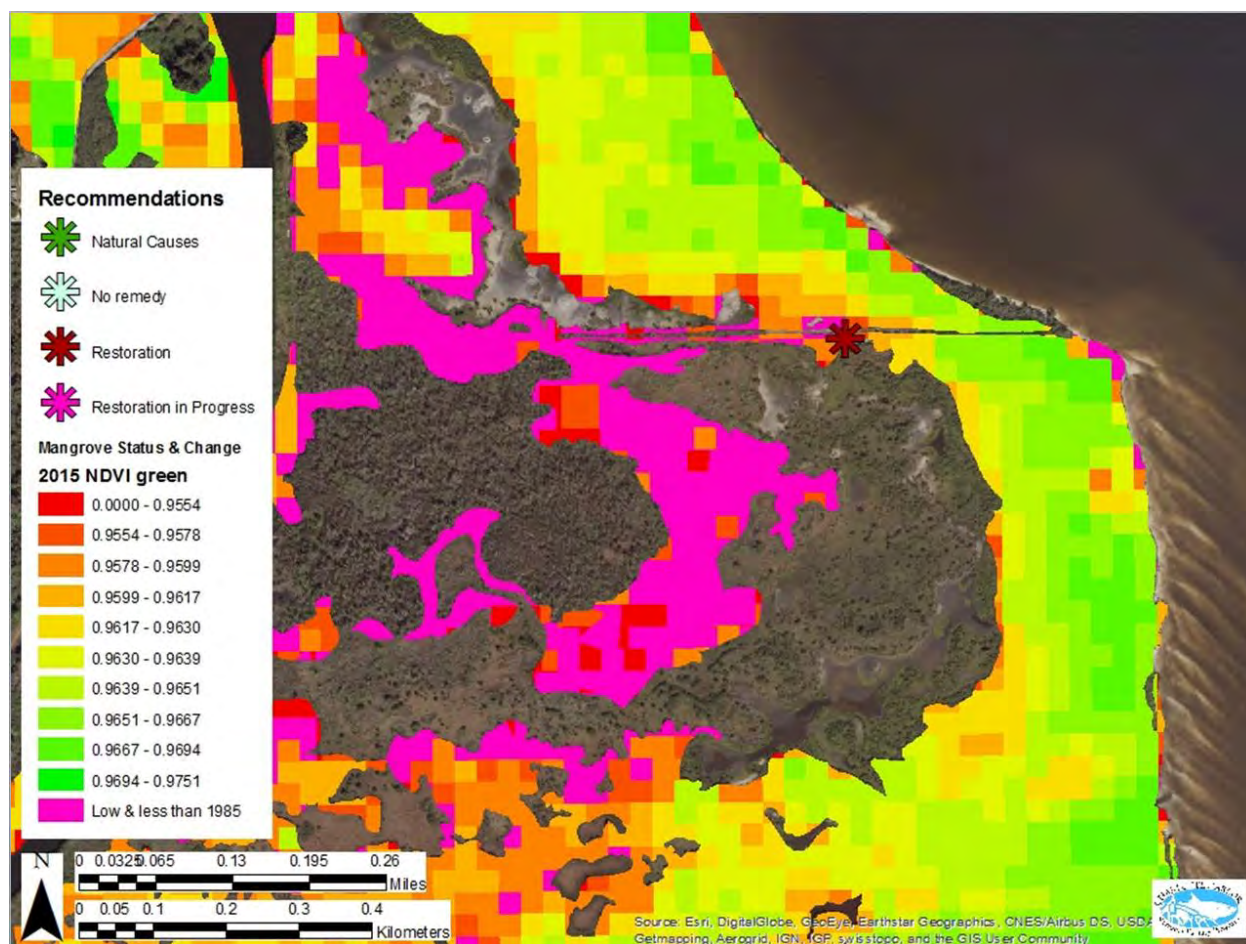 Recommendations
Natural Causes
No remedy
Restoration
Restoration in Progress
Mangrove Status & Change
2015 NDVI green
0.0000 - 0.9554
0.9554 - 0.9578
0.9578 - 0.9599
0.9599 - 0.9617
0.9617 - 0.9630
0.9630 - 0.9639
0.9639 - 0.9651
0.9651 - 0.9667
0.9667 - 0.9694
0.9694 - 0.9751
Low & less than 1985
N
0 0.0325 0.065 0.13 0.195 0.26
Miles
0 0.05 0.1 0.2 0.3 0.4
Kilometers
Source: Esri, DigitalGlobe, GeoEye, Earthstar Geographics, CNES/Airbus DS, USDA
Getmapping, Aerogrid, IGN, IGP, swisstopo, and the GIS User Community